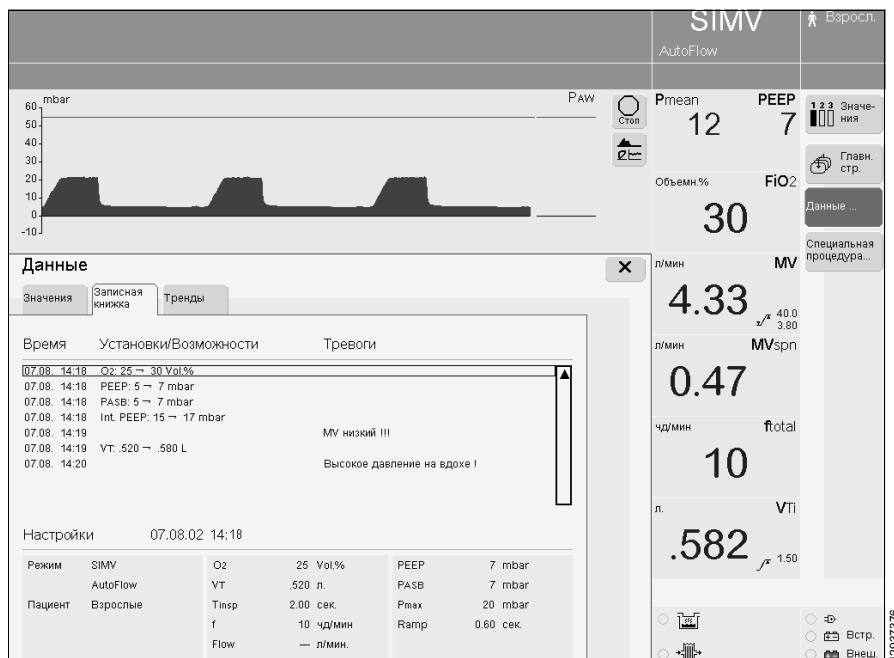 SIMV
AutoFlow
Взросл.
mbar
Paw
60
50
40
30
20
10
0
-10
Стоп
Pmean PEEP
12 7
Объемн.% FiO2
30
л/мин MV
4.33
40.0
3.80
л/мин MVspn
0.47
чд/мин ftotal
10
л. VTi
.582
1.50
1 2 3 Значе-
ния
Главн.
стр.
Данные ...
Специальная
процедура...
Данные
Значения
Записная
книжка
Тренды
Время Установки/Возможности Тревоги
07.08. 14:18 O2: 25 → 30 Vol.%
07.08. 14:18 PEEP: 5 → 7 mbar
07.08. 14:18 PASB: 5 → 7 mbar
07.08. 14:18 Int. PEEP: 15 → 17 mbar
07.08. 14:19 MV низкий !!!
07.08. 14:19 VT: .520 → .580 L
07.08. 14:20 Высокое давление на вдохе !
Настройки 07.08.02 14:18
Режим SIMV O2 25 Vol.% PEEP 7 mbar
AutoFlow VT .520 л. PASB 7 mbar
Пациент Взрослые Tinsp 2.00 сек. Pmax 20 mbar
f 10 чд/мин Ramp 0.60 сек.
Flow — л/мин.
Встр.
Внеш.